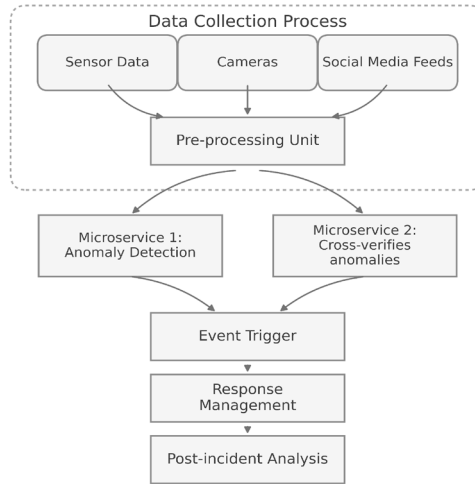 Data Collection Process
Sensor Data
Cameras
Social Media Feeds
Pre-processing Unit
Microservice 1:
Anomaly Detection
Microservice 2:
Cross-verifies
anomalies
Event Trigger
Response
Management
Post-incident Analysis